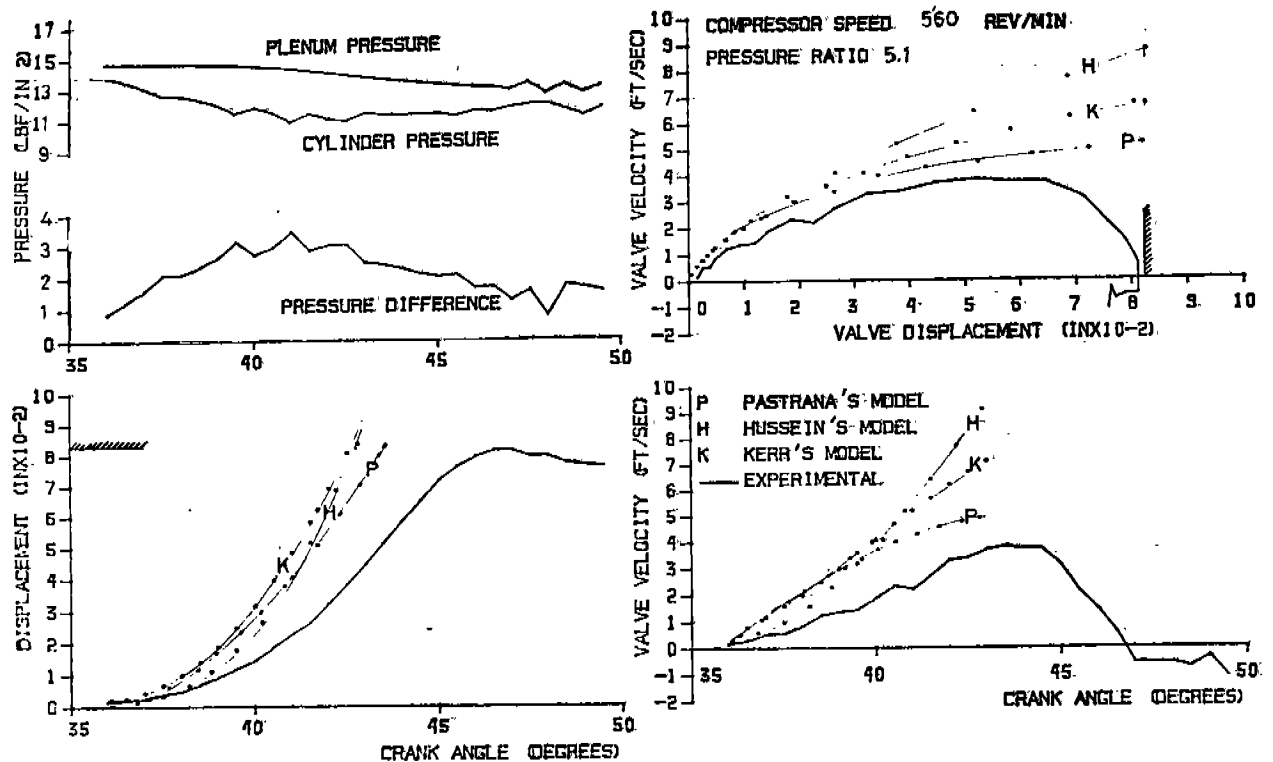 17
15
13
11
9
4
3
2
1
0
PRESSURE (LBF/IN 2)
PLENUM PRESSURE
CYLINDER PRESSURE
PRESSURE DIFFERENCE
35
40
45
50
10
9
8
7
6
5
4
3
2
1
0
-1
-2
VALVE VELOCITY (FT/SEC)
COMPRESSOR SPEED 560 REV/MIN
PRESSURE RATIO 5.1
H
K
P
0 1 2 3 4 5 6 7 8 9 10
VALVE DISPLACEMENT (INX10-2)
10
9
8
7
6
5
4
3
2
1
0
DISPLACEMENT (INX10-2)
P
H
K
35 40 45 50
CRANK ANGLE (DEGREES)
10
9
8
7
6
5
4
3
2
1
0
-1
-2
VALVE VELOCITY (FT/SEC)
P PASTRANA'S MODEL
H HUSSEIN'S MODEL
K KERR'S MODEL
EXPERIMENTAL
H
K
P
35 40 45 50
CRANK ANGLE (DEGREES)